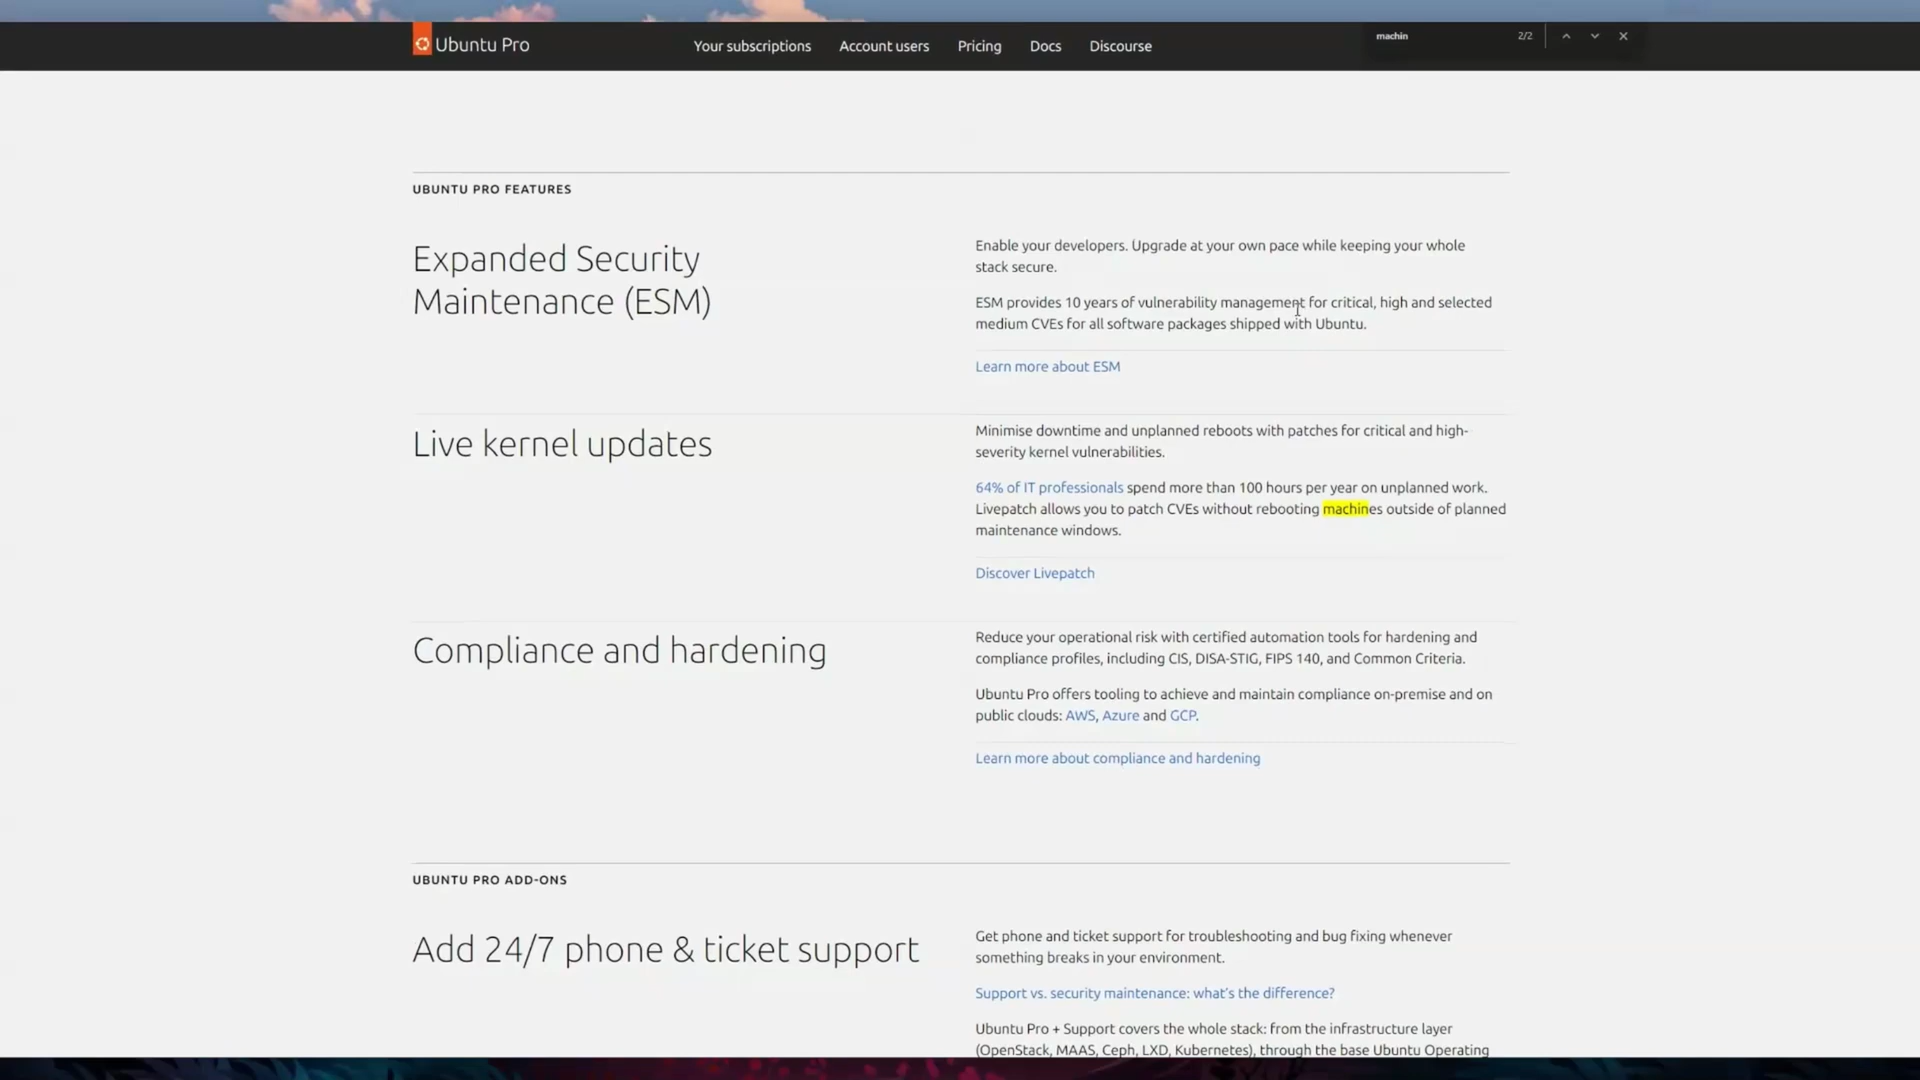 Ubuntu Pro
Your subscriptions
Account users
Pricing
Docs
Discourse
machin
2/2
UBUNTU PRO FEATURES
Expanded Security
Maintenance (ESM)
Enable your developers. Upgrade at your own pace while keeping your whole
stack secure.
ESM provides 10 years of vulnerability management for critical, high and selected
medium CVEs for all software packages shipped with Ubuntu.
Learn more about ESM
Live kernel updates
Minimise downtime and unplanned reboots with patches for critical and high-
severity kernel vulnerabilities.
64% of IT professionals spend more than 100 hours per year on unplanned work.
Livepatch allows you to patch CVEs without rebooting machines outside of planned
maintenance windows.
Discover Livepatch
Compliance and hardening
Reduce your operational risk with certified automation tools for hardening and
compliance profiles, including CIS, DISA-STIG, FIPS 140, and Common Criteria.
Ubuntu Pro offers tooling to achieve and maintain compliance on-premise and on
public clouds: AWS, Azure and GCP.
Learn more about compliance and hardening
UBUNTU PRO ADD-ONS
Add 24/7 phone & ticket support
Get phone and ticket support for troubleshooting and bug fixing whenever
something breaks in your environment.
Support vs. security maintenance: what's the difference?
Ubuntu Pro + Support covers the whole stack: from the infrastructure layer
(OpenStack, MAAS, Ceph, LXD, Kubernetes), through the base Ubuntu Operating